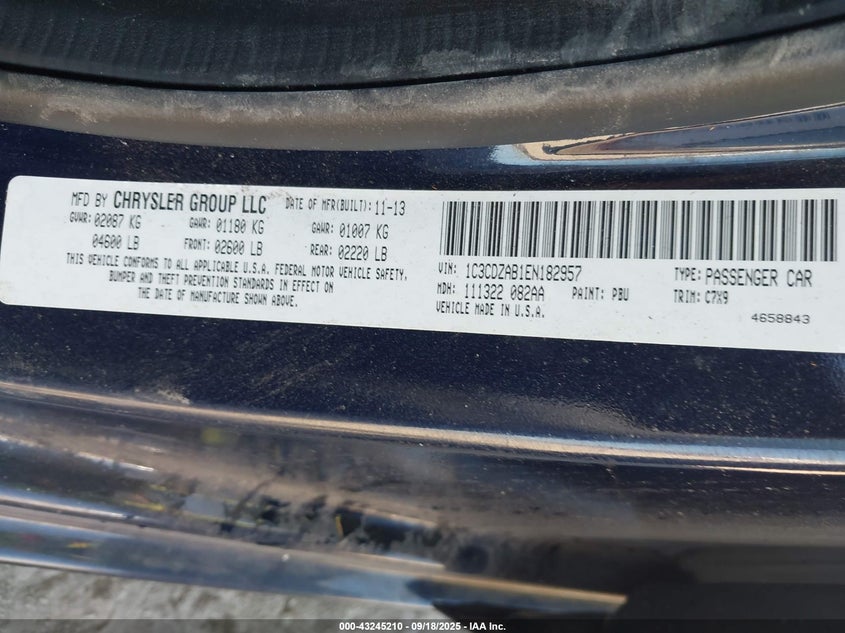 MFD BY CHRYSLER GROUP LLC DATE OF MFR(BUILT): 11-13
GVWR: 02087 KG GAWR: 01180 KG GAWR: 01007 KG
04600 LB FRONT: 02600 LB REAR: 02220 LB
THIS VEHICLE CONFORMS TO ALL APPLICABLE U.S.A. FEDERAL MOTOR VEHICLE SAFETY,
BUMPER AND THEFT PREVENTION STANDARDS IN EFFECT ON
THE DATE OF MANUFACTURE SHOWN ABOVE.
VIN: 1C3CDZAB1EN182957 TYPE: PASSENGER CAR
MDH: 111322 082AA PAINT: PBU TRIM: C7X9
VEHICLE MADE IN U.S.A. 4658843
000-43245210 - 09/18/2025 - IAA Inc.